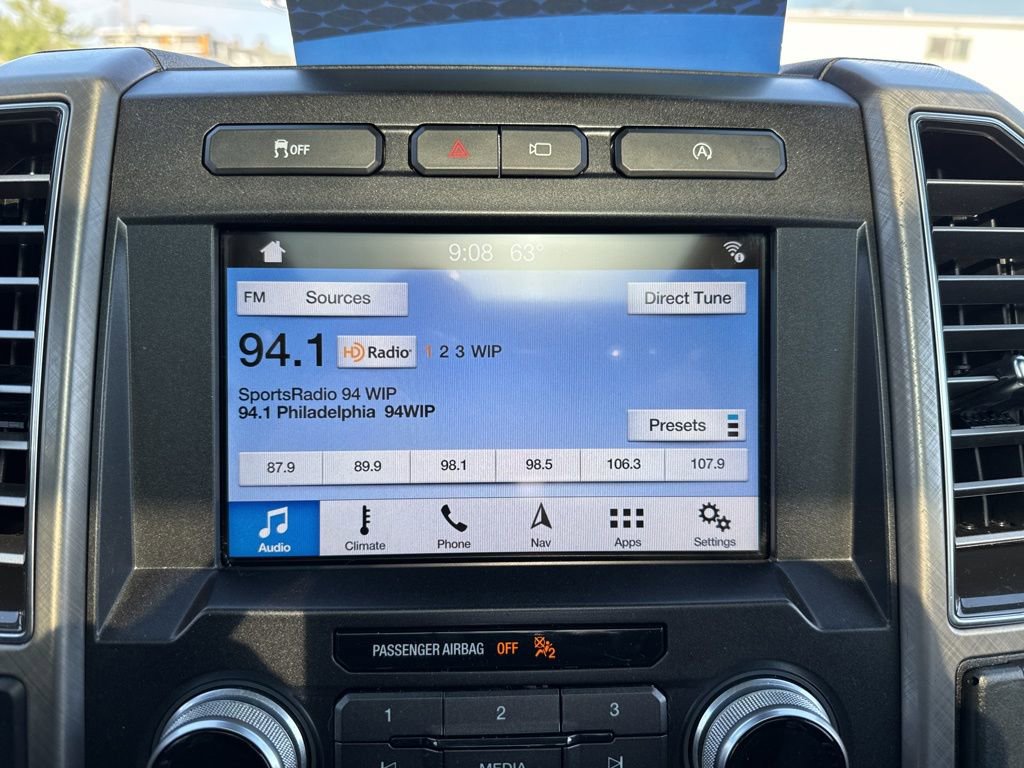 OFF
A
9:08 63°
FM Sources
Direct Tune
94.1 HD Radio 1 2 3 WIP
SportsRadio 94 WIP
94.1 Philadelphia 94WIP
Presets
87.9 89.9 98.1 98.5 106.3 107.9
Audio Climate Phone Nav Apps Settings
PASSENGER AIRBAG OFF 2
1 2 3
MEDIA